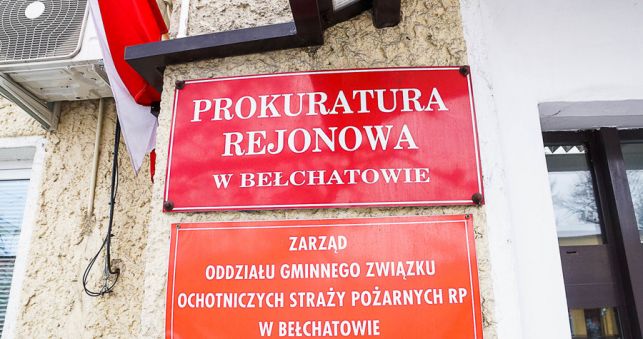 PROKURATURA
REJONOWA
W BEŁCHATOWIE
ZARZĄD
ODDZIAŁU GMINNEGO ZWIĄZKU
OCHOTNICZYCH STRAŻY POŻARNYCH RP
W BEŁCHATOWIE